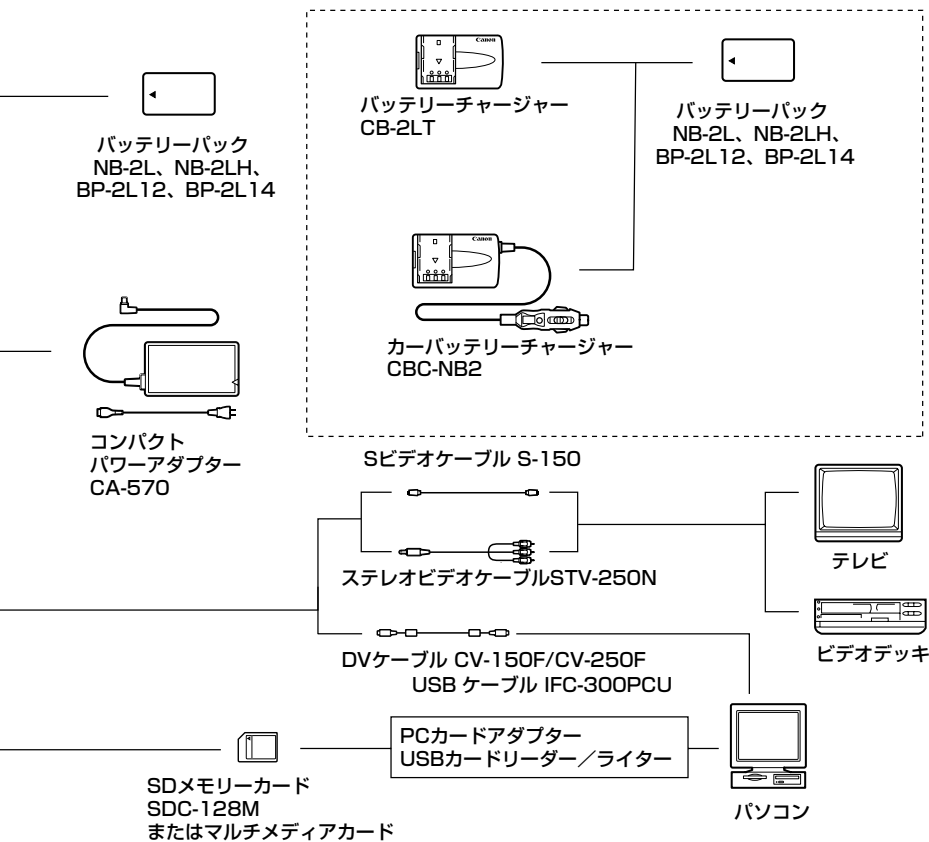 Canon
バッテリーチャージャー
CB-2LT
バッテリーパック
NB-2L、NB-2LH、
BP-2L12、BP-2L14
バッテリーパック
NB-2L、NB-2LH、
BP-2L12、BP-2L14
Canon
カーバッテリーチャージャー
CBC-NB2
コンパクト
パワーアダプター
CA-570
Sビデオケーブル S-150
ステレオビデオケーブルSTV-250N
テレビ
ビデオデッキ
DVケーブル CV-150F/CV-250F
USB ケーブル IFC-300PCU
PCカードアダプター
USBカードリーダー／ライター
パソコン
SDメモリーカード
SDC-128M
またはマルチメディアカード